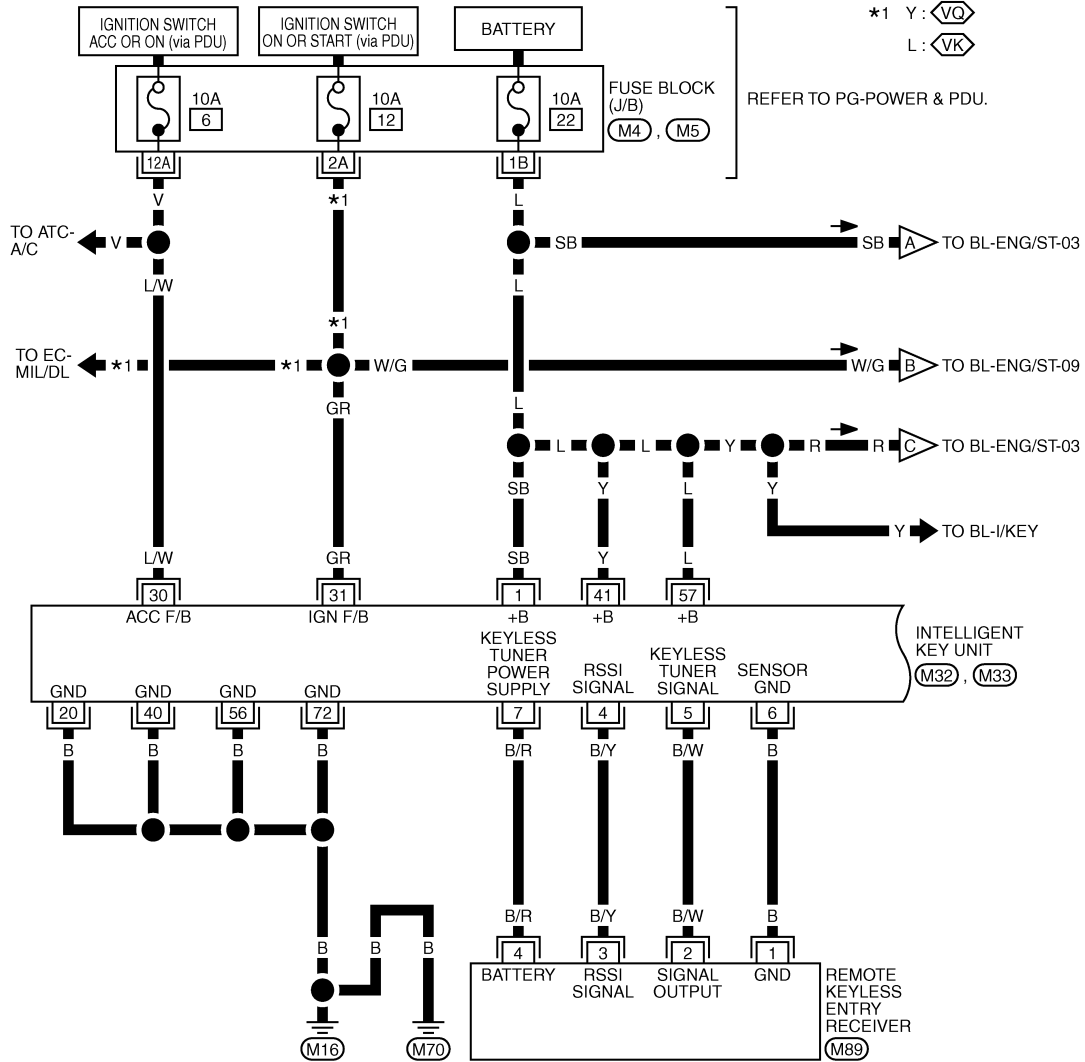 IGNITION SWITCH
ACC OR ON (via PDU)
IGNITION SWITCH
ON OR START (via PDU)
BATTERY
*1 Y : VQ
L : VK
10A
6
10A
12
10A
22
FUSE BLOCK
(J/B)
M4 , M5
REFER TO PG-POWER & PDU.
12A
2A
1B
V
*1
L
TO ATC-
A/C
V
SB
SB
A
TO BL-ENG/ST-03
L/W
L
*1
TO EC-
MIL/DL
*1
*1
W/G
W/G
B
TO BL-ENG/ST-09
GR
L
L
L
Y
R
R
C
TO BL-ENG/ST-03
SB
Y
L
Y
Y
TO BL-I/KEY
L/W
GR
SB
Y
L
30
31
1
41
57
ACC F/B
IGN F/B
+B
+B
+B
INTELLIGENT
KEY UNIT
M32 , M33
KEYLESS
TUNER
POWER
SUPPLY
RSSI
SIGNAL
KEYLESS
TUNER
SIGNAL
SENSOR
GND
GND
GND
GND
GND
20
40
56
72
7
4
5
6
B
B
B
B
B/R
B/Y
B/W
B
B/R
B/Y
B/W
B
B
B
B
4
3
2
1
BATTERY
RSSI
SIGNAL
SIGNAL
OUTPUT
GND
REMOTE
KEYLESS
ENTRY
RECEIVER
M89
M16
M70